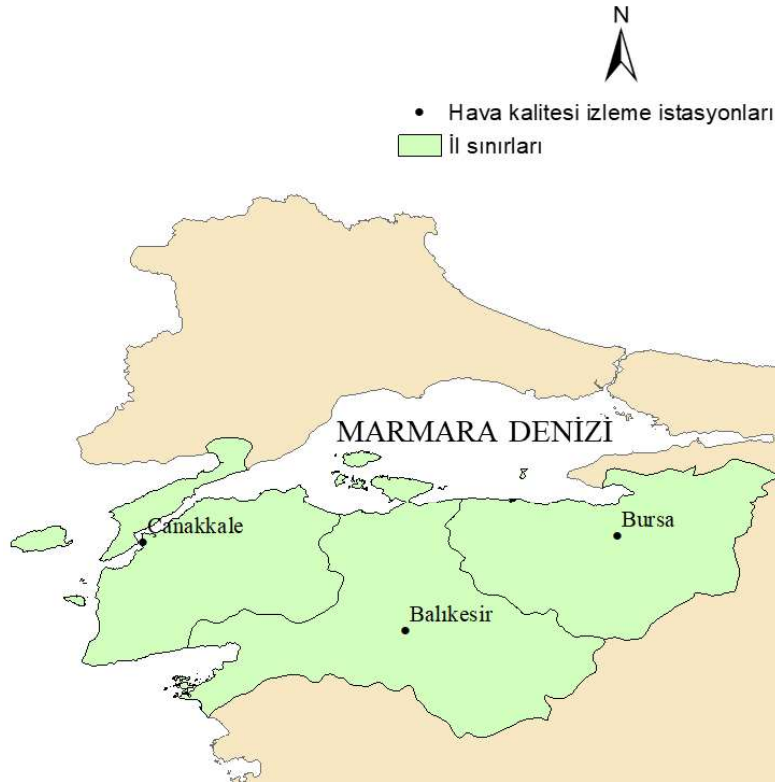 N
Hava kalitesi izleme istasyonları
İl sınırları
MARMARA DENİZİ
Çanakkale
Bursa
Balıkesir